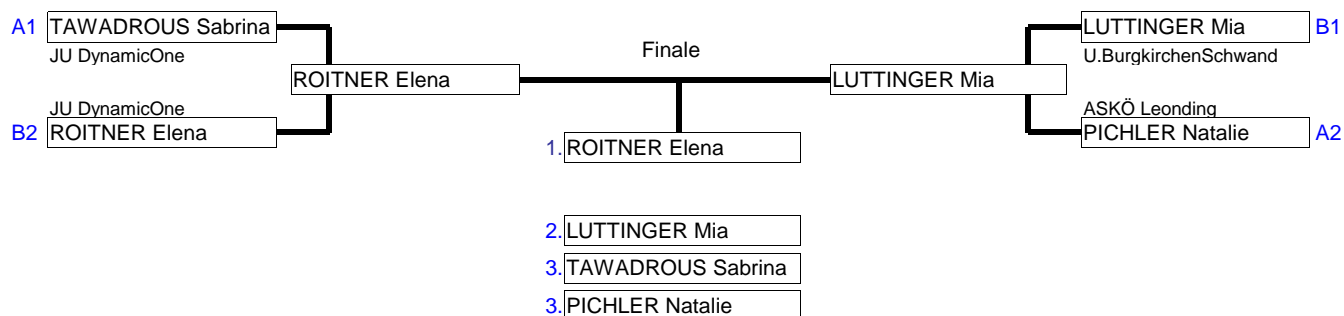 A1 TAWADROUS Sabrina
JU DynamicOne
ROITNER Elena
JU DynamicOne
B2 ROITNER Elena
Finale
LUTTINGER Mia B1
U.BurgkirchenSchwand
LUTTINGER Mia
ASKÖ Leonding
PICHLER Natalie A2
1. ROITNER Elena
2. LUTTINGER Mia
3. TAWADROUS Sabrina
3. PICHLER Natalie